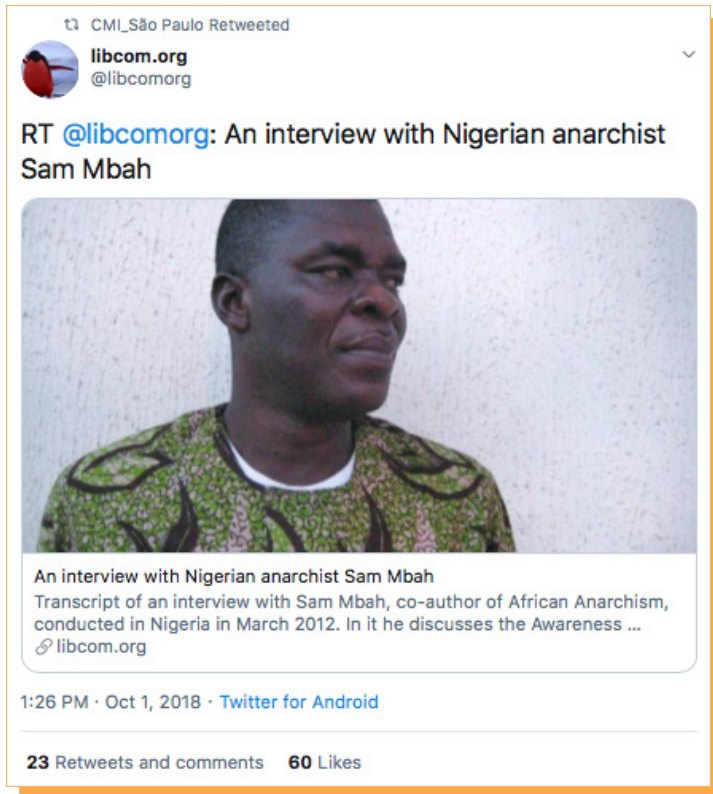 CMI_São Paulo Retweeted
libcom.org
@libcomorg
RT @libcomorg: An interview with Nigerian anarchist
Sam Mbah
An interview with Nigerian anarchist Sam Mbah
Transcript of an interview with Sam Mbah, co-author of African Anarchism,
conducted in Nigeria in March 2012. In it he discusses the Awareness ...
libcom.org
1:26 PM · Oct 1, 2018 · Twitter for Android
23 Retweets and comments 60 Likes